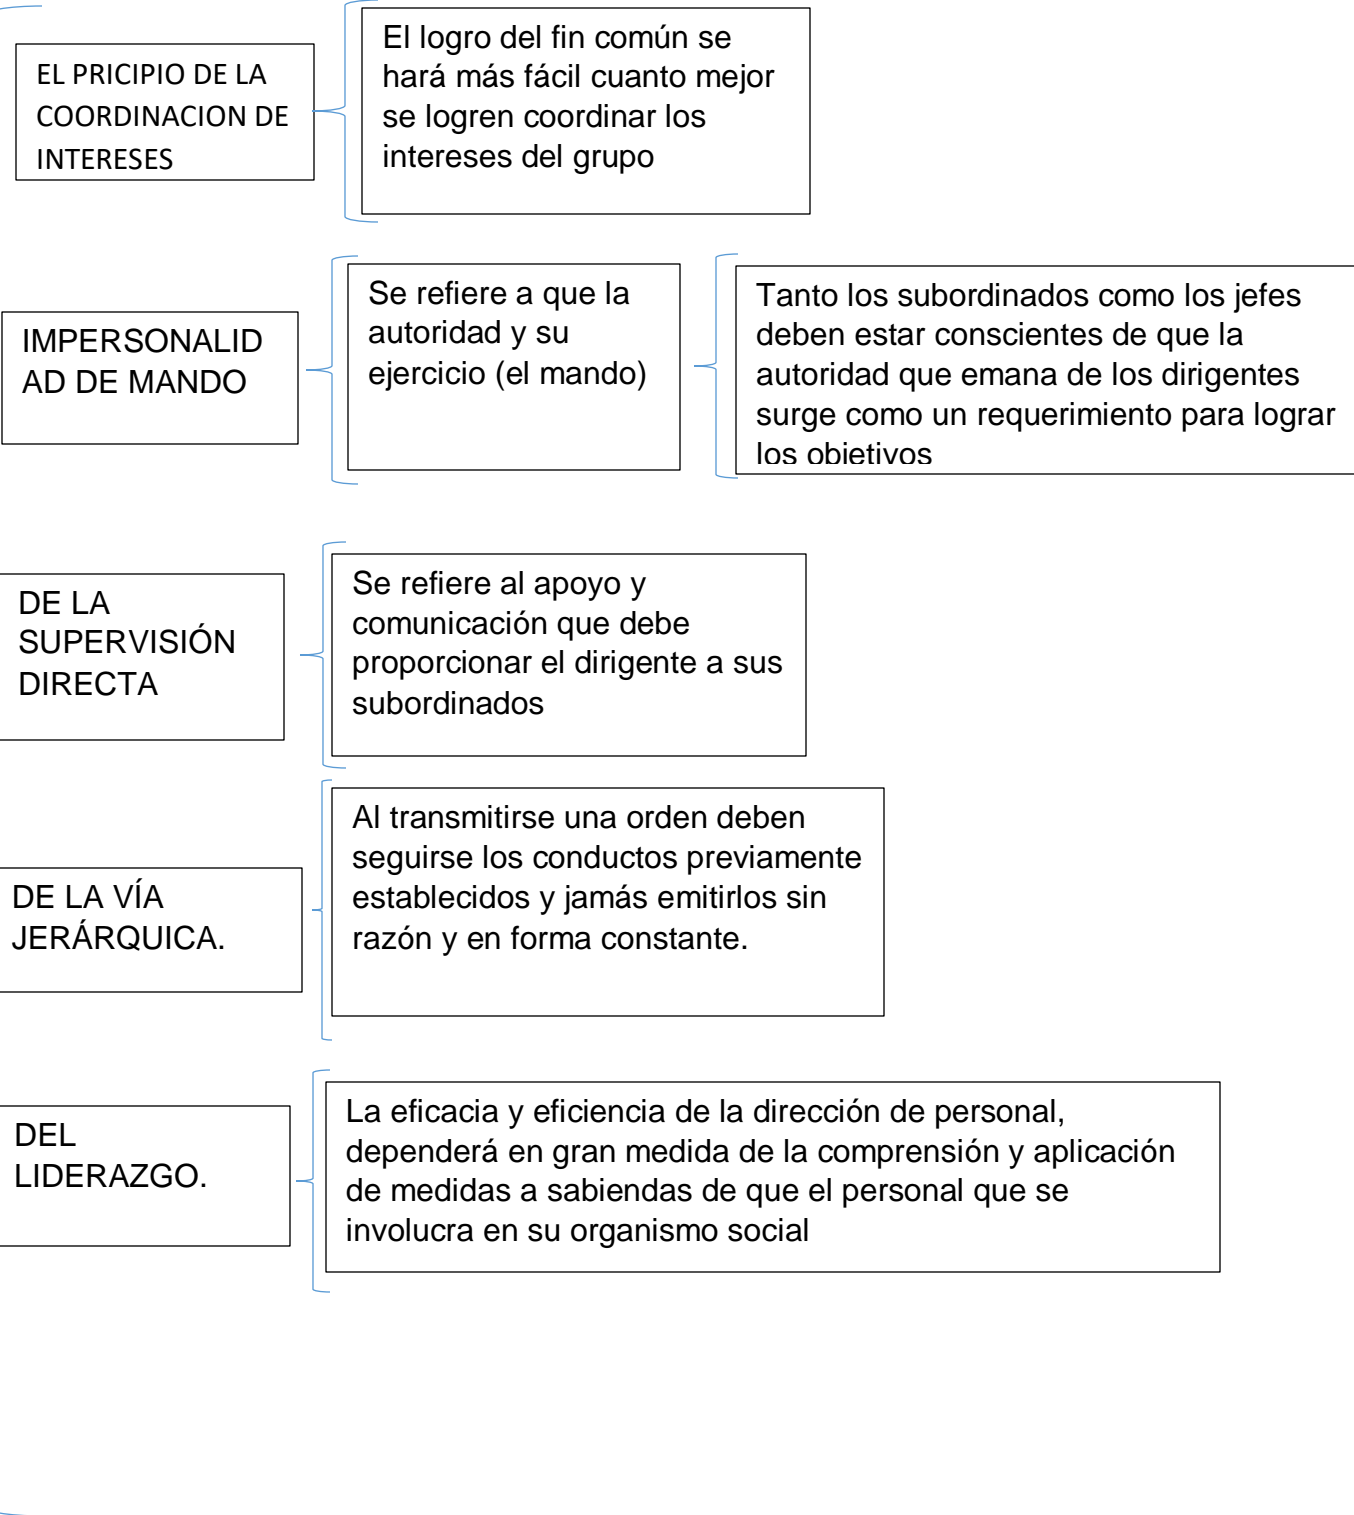 EL PRICIPIO DE LA
COORDINACION DE
INTERESES
El logro del fin común se
hará más fácil cuanto mejor
se logren coordinar los
intereses del grupo
IMPERSONALID
AD DE MANDO
Se refiere a que la
autoridad y su
ejercicio (el mando)
Tanto los subordinados como los jefes
deben estar conscientes de que la
autoridad que emana de los dirigentes
surge como un requerimiento para lograr
los objetivos
DE LA
SUPERVISIÓN
DIRECTA
Se refiere al apoyo y
comunicación que debe
proporcionar el dirigente a sus
subordinados
DE LA VÍA
JERÁRQUICA.
Al transmitirse una orden deben
seguirse los conductos previamente
establecidos y jamás emitirlos sin
razón y en forma constante.
DEL
LIDERAZGO.
La eficacia y eficiencia de la dirección de personal,
dependerá en gran medida de la comprensión y aplicación
de medidas a sabiendas de que el personal que se
involucra en su organismo social